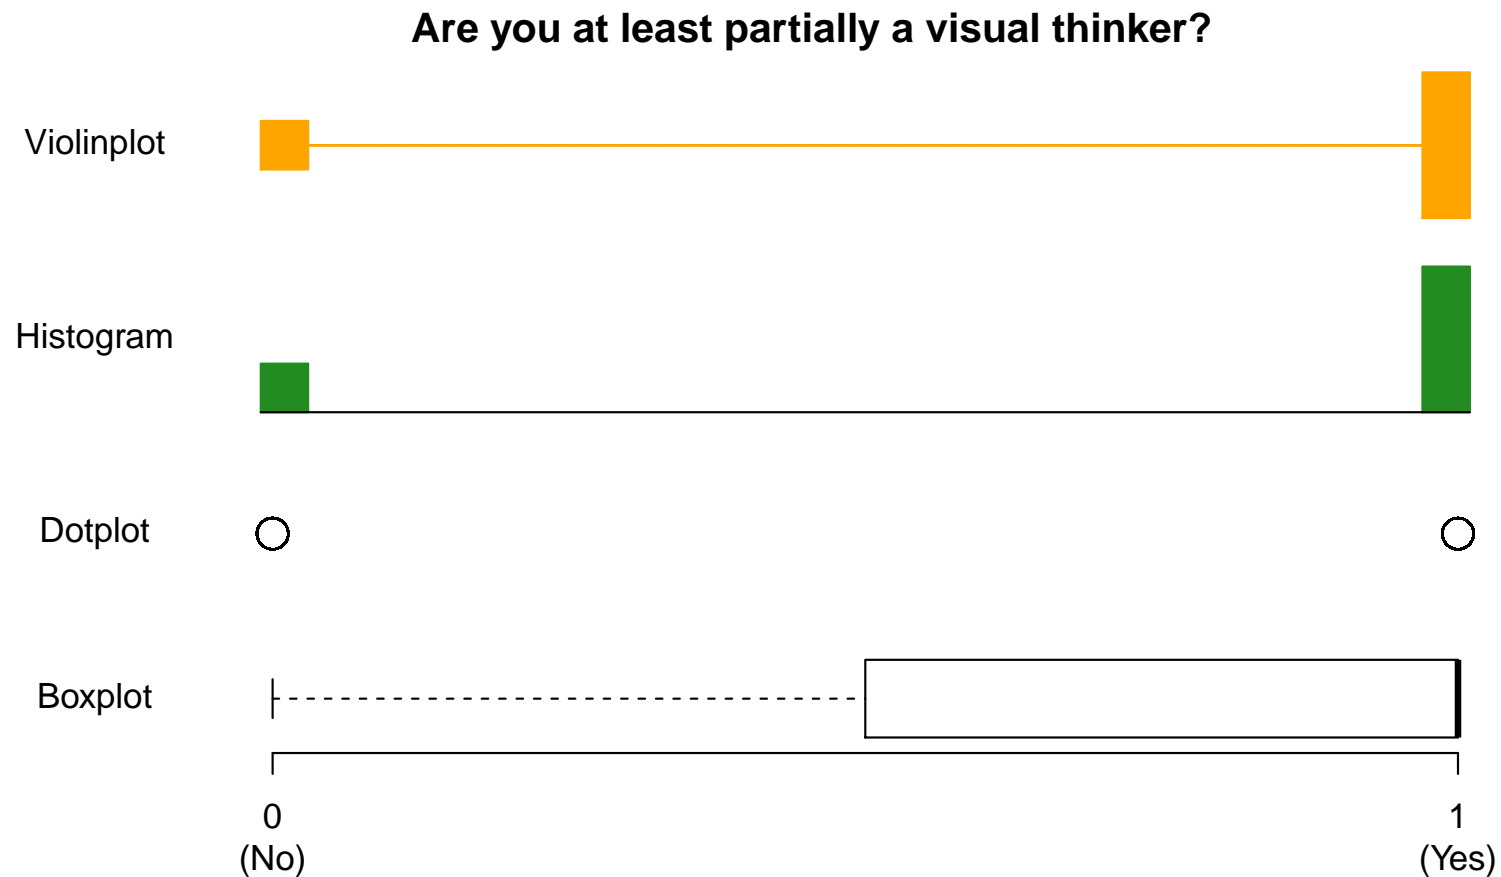 Are you at least partially a visual thinker?
Violinplot
Histogram
Dotplot
Boxplot
0 1
(No) (Yes)